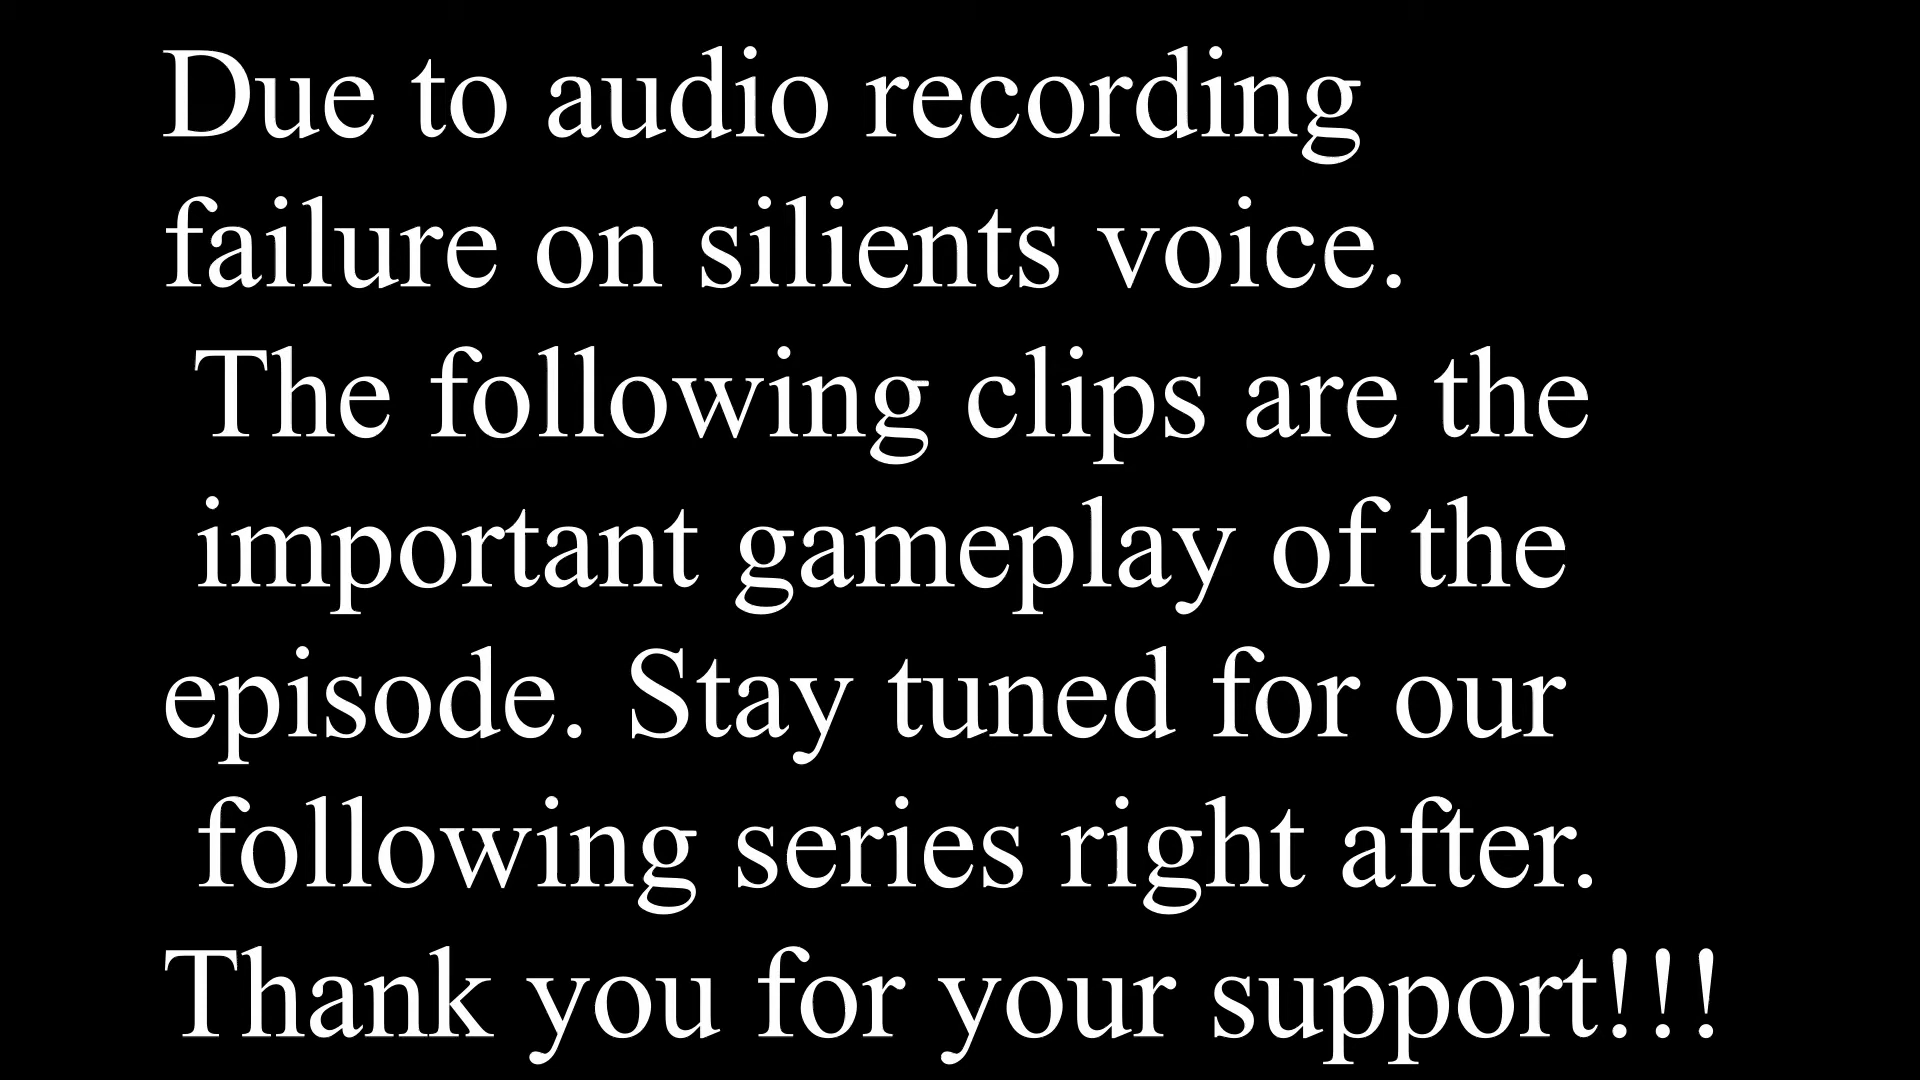 Due to audio recording
failure on silients voice.
The following clips are the
important gameplay of the
episode. Stay tuned for our
following series right after.
Thank you for your support!!!